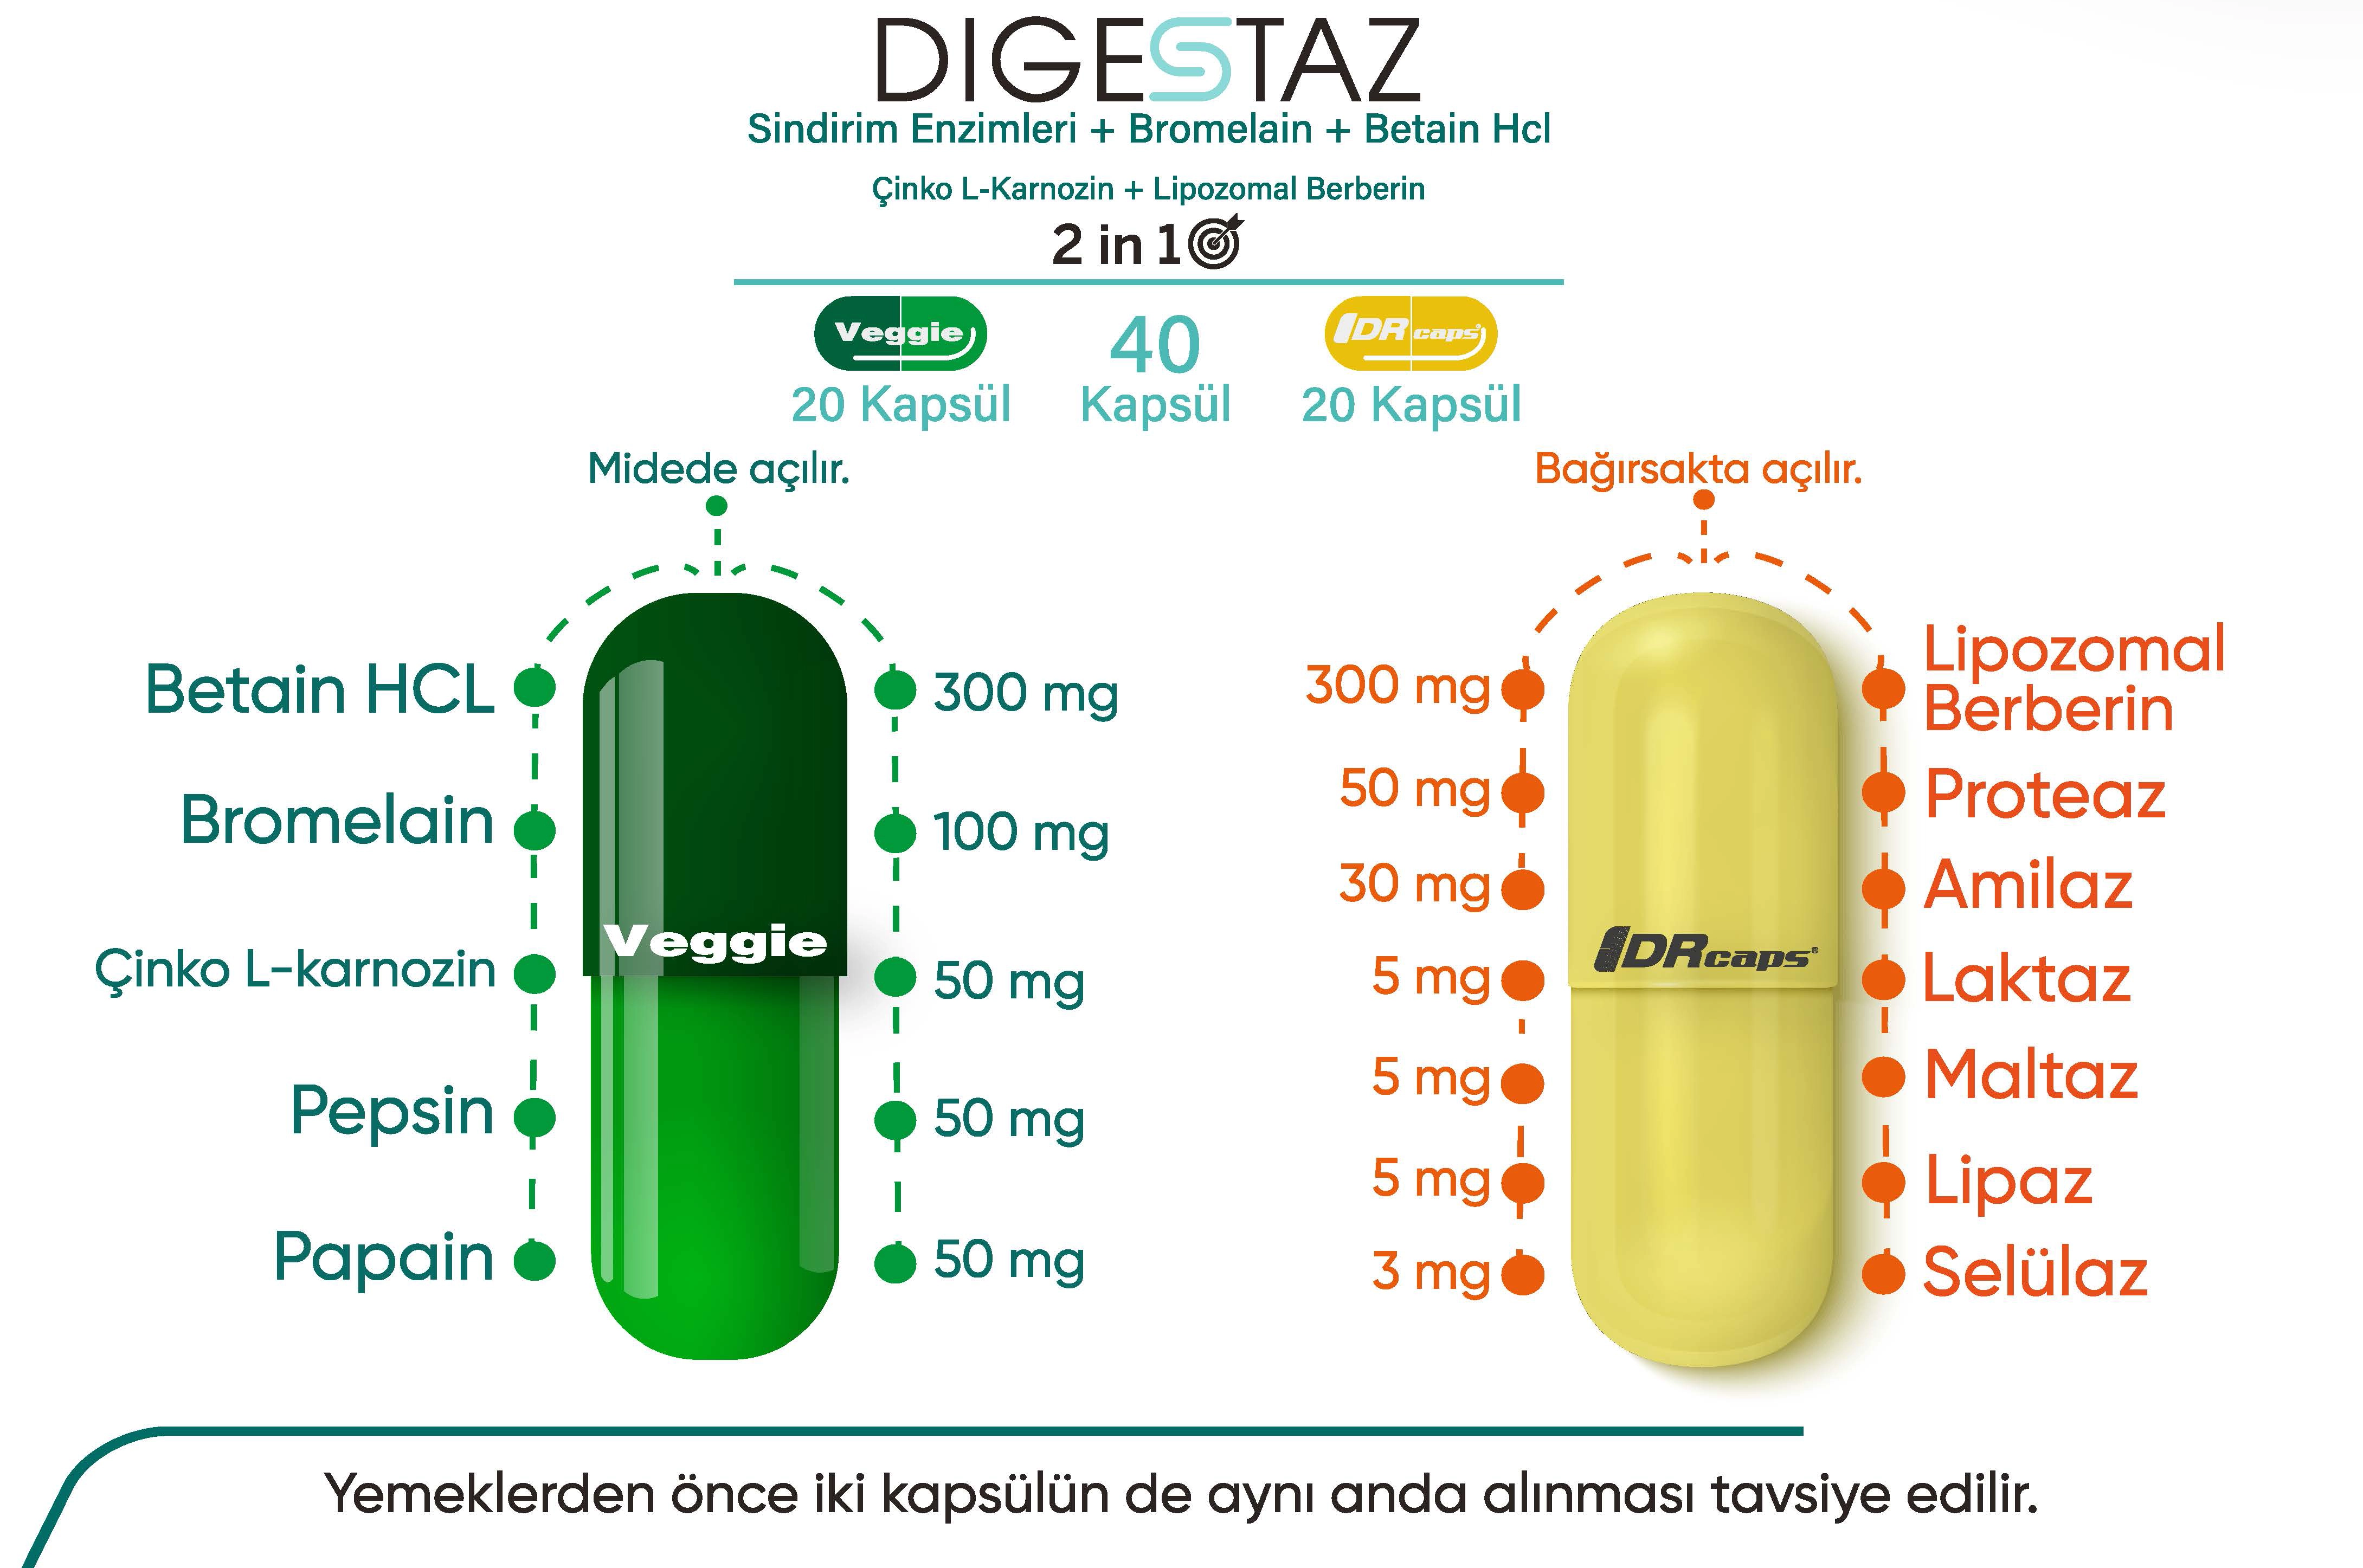 DIGESTAZ
Sindirim Enzimleri + Bromelain + Betain Hcl
Çinko L-Karnozin + Lipozomal Berberin
2 in 1
Veggie
20 Kapsül
40
Kapsül
DR caps
20 Kapsül
Midede açılır.
Betain HCL 300 mg
Bromelain 100 mg
Çinko L-karnozin 50 mg
Pepsin 50 mg
Papain 50 mg
Veggie
Bağırsakta açılır.
300 mg Lipozomal
Berberin
50 mg Proteaz
30 mg Amilaz
5 mg Laktaz
5 mg Maltaz
5 mg Lipaz
3 mg Selülaz
DRcaps®
Yemeklerden önce iki kapsülün de aynı anda alınması tavsiye edilir.